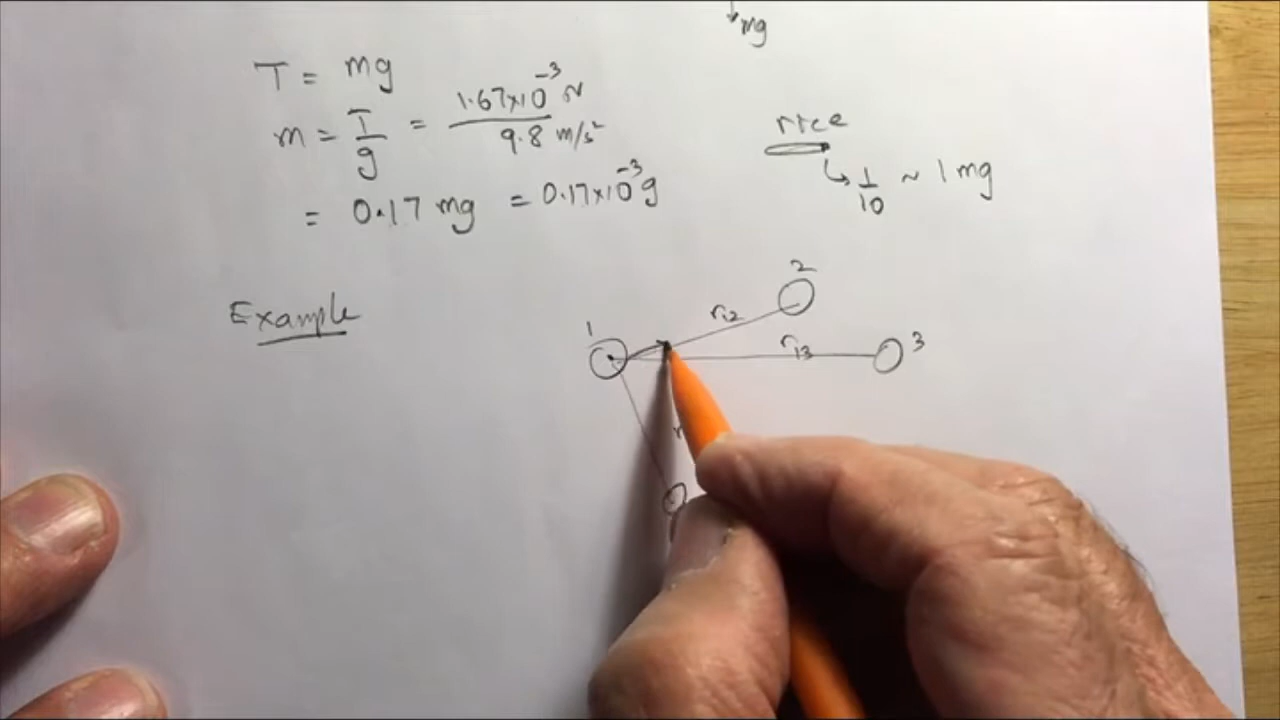 mg
T = mg
m = T/g = 1.67×10⁻³ N / 9.8 m/s²
= 0.17 mg = 0.17×10⁻³ g
rice
1/10 ~ 1 mg
Example
1
2
r₁₂
r₁₃
3